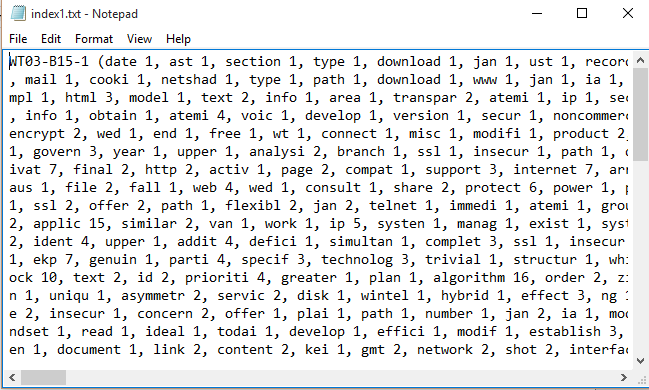 index1.txt - Notepad
File Edit Format View Help
WT03-B15-1 (date 1, ast 1, section 1, type 1, download 1, jan 1, ust 1, recor
, mail 1, cooki 1, netshad 1, type 1, path 1, download 1, www 1, jan 1, ia 1,
mpl 1, html 3, model 1, text 2, info 1, area 1, transpar 2, atemi 1, ip 1, sec
, info 1, obtain 1, atemi 4, voic 1, develop 1, version 1, secur 1, noncommerc
encrypt 2, wed 1, end 1, free 1, wt 1, connect 1, misc 1, modifi 1, product 2,
1, govern 3, year 1, upper 1, analysi 2, branch 1, ssl 1, insecur 1, path 1,
ivat 7, final 2, http 2, activ 1, page 2, compat 1, support 3, internet 7, arr
aus 1, file 2, fall 1, web 4, wed 1, consult 1, share 2, protect 6, power 1, p
1, ssl 2, offer 2, path 1, flexibl 2, jan 2, telnet 1, immedi 1, atemi 1, grou
2, applic 15, similar 2, van 1, work 1, ip 5, systen 1, manag 1, exist 1, syst
2, ident 4, upper 1, addit 4, defici 1, simultan 1, complet 3, ssl 1, insecur
1, ekp 7, genuin 1, parti 4, specif 3, technolog 3, trivial 1, structur 1, whi
ock 10, text 2, id 2, prioriti 4, greater 1, plan 1, algorithm 16, order 2, zi
n 1, uniqu 1, asymmetr 2, servic 2, disk 1, wintel 1, hybrid 1, effect 3, ng 1
e 2, insecur 1, concern 2, offer 1, plai 1, path 1, number 1, jan 2, ia 1, moc
ndset 1, read 1, ideal 1, todai 1, develop 1, effici 1, modif 1, establish 3,
en 1, document 1, link 2, content 2, kei 1, gmt 2, network 2, shot 2, interfac